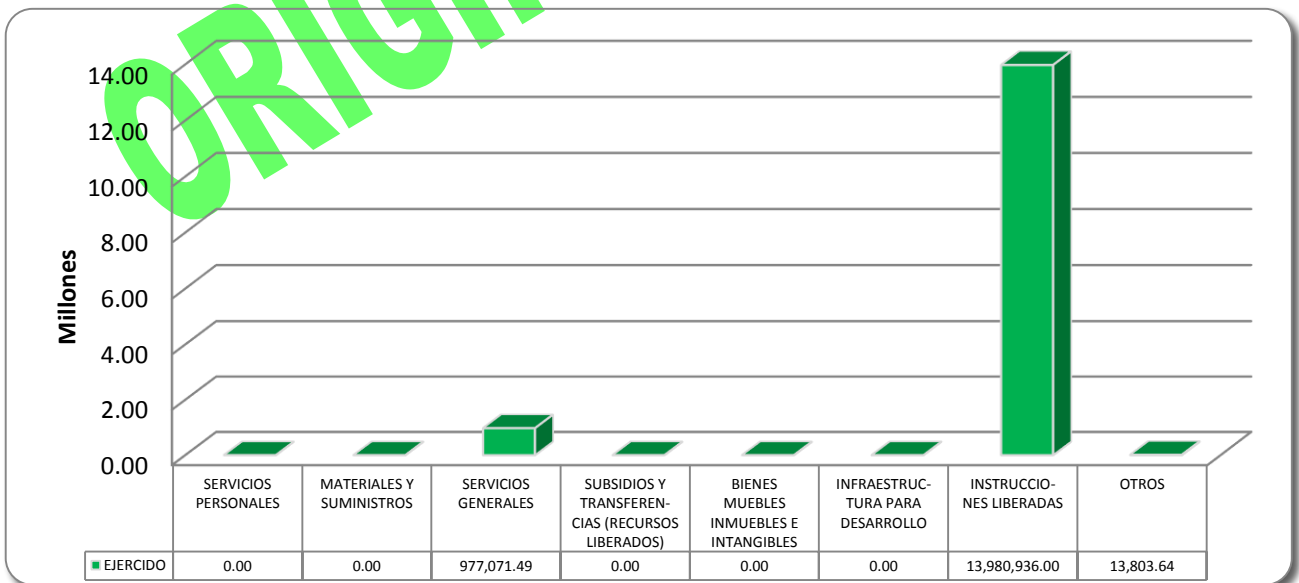 ORIGI
14.00
12.00
10.00
8.00
6.00
4.00
2.00
0.00
Millones
SERVICIOS
PERSONALES
MATERIALES Y
SUMINISTROS
SERVICIOS
GENERALES
SUBSIDIOS Y
TRANSFEREN-
CIAS (RECURSOS
LIBERADOS)
BIENES
MUEBLES
INMUEBLES E
INTANGIBLES
INFRAESTRUC-
TURA PARA
DESARROLLO
INSTRUCCIO-
NES LIBERADAS
OTROS
EJERCIDO 0.00 0.00 977,071.49 0.00 0.00 0.00 13,980,936.00 13,803.64